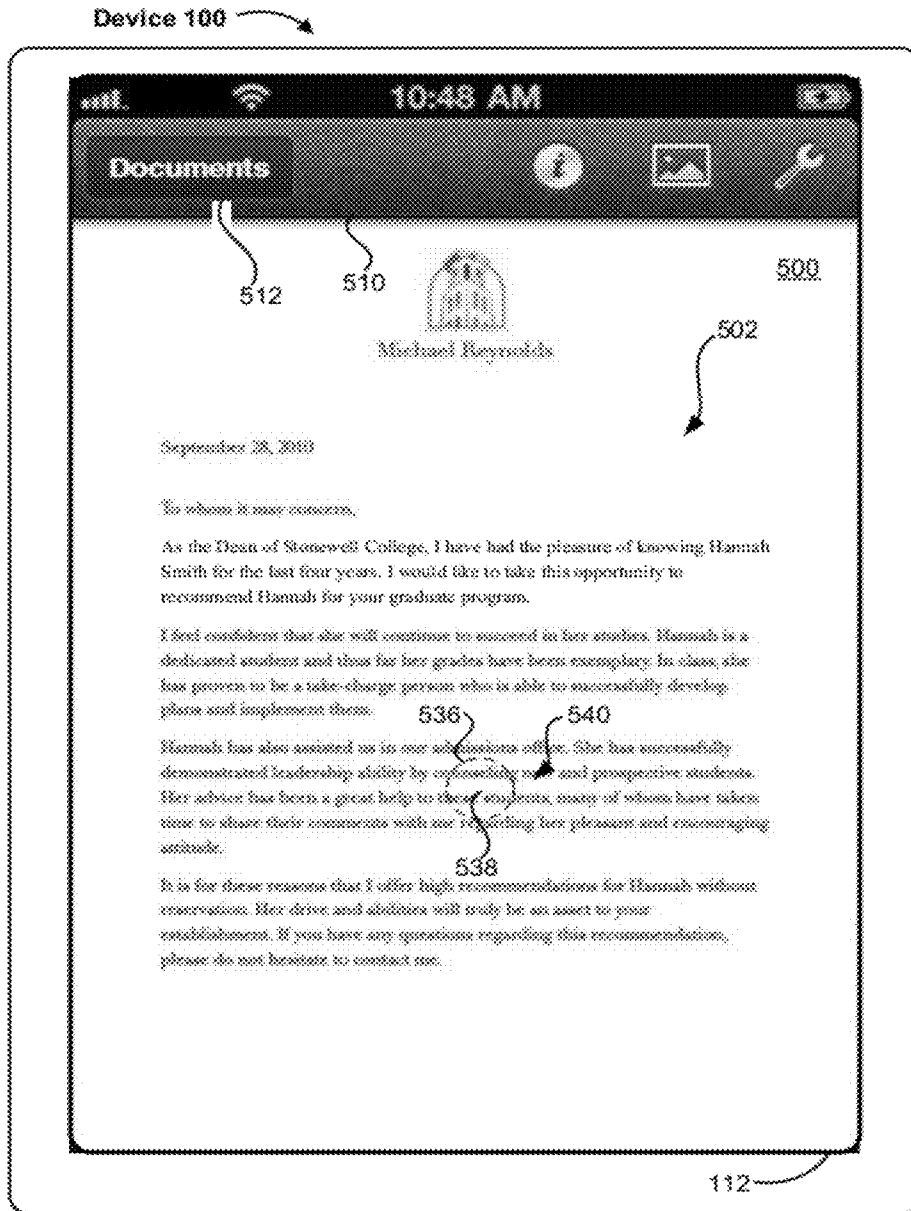 Device 100
10:48 AM
Documents
512
510
500
502
Michael Reynolds
September 28, 2010
To whom it may concern,
As the Dean of Stonewell College, I have had the pleasure of knowing Hannah
Smith for the last four years. I would like to take this opportunity to
recommend Hannah for your graduate program.
I feel confident that she will continue to succeed in her studies. Hannah is a
dedicated student and thus far her grades have been exemplary. In class, she
has proven to be a take-charge person who is able to successfully develop
plans and implement them.
536
540
Hannah has also assisted us in our admissions office. She has successfully
demonstrated leadership ability by counseling new and prospective students.
Her advice has been a great help to these students, many of whom have taken
time to share their comments with me regarding her pleasant and encouraging
attitude.
538
It is for these reasons that I offer high recommendations for Hannah without
reservation. Her drive and abilities will truly be an asset to your
establishment. If you have any questions regarding this recommendation,
please do not hesitate to contact me.
112